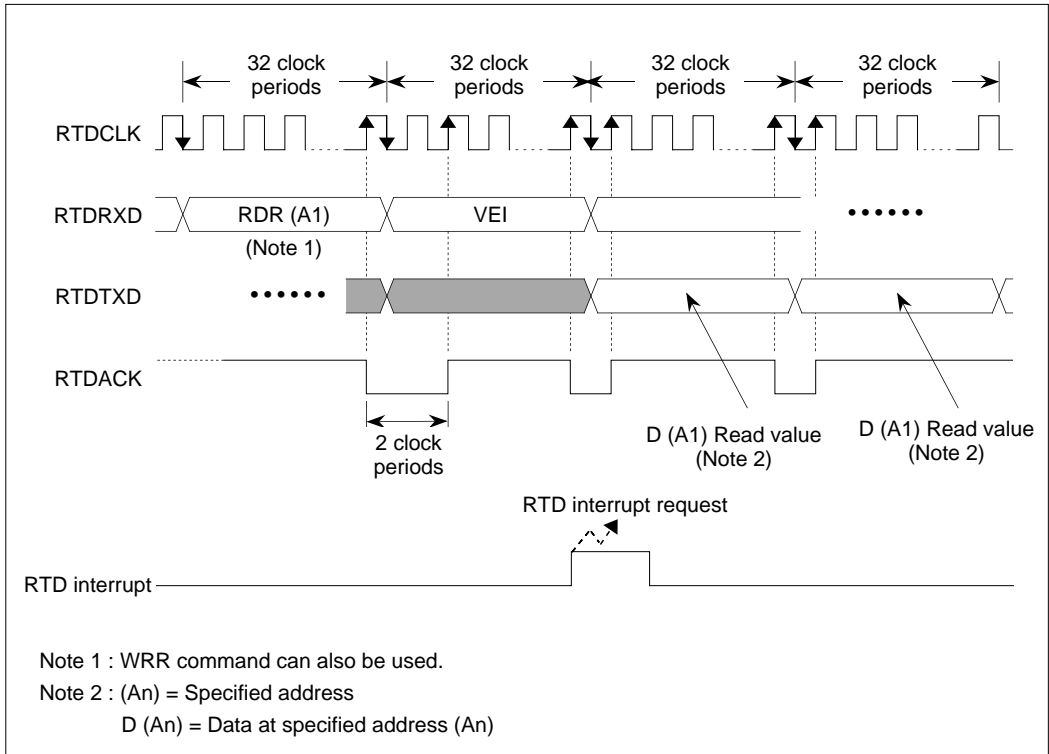 32 clock periods
32 clock periods
32 clock periods
32 clock periods
RTDCLK
RTDRXD
RDR (A1)
(Note 1)
VEI
••••••
RTDTXD
••••••
RTDACK
2 clock periods
D (A1) Read value
(Note 2)
D (A1) Read value
(Note 2)
RTD interrupt request
RTD interrupt
Note 1 : WRR command can also be used.
Note 2 : (An) = Specified address
D (An) = Data at specified address (An)